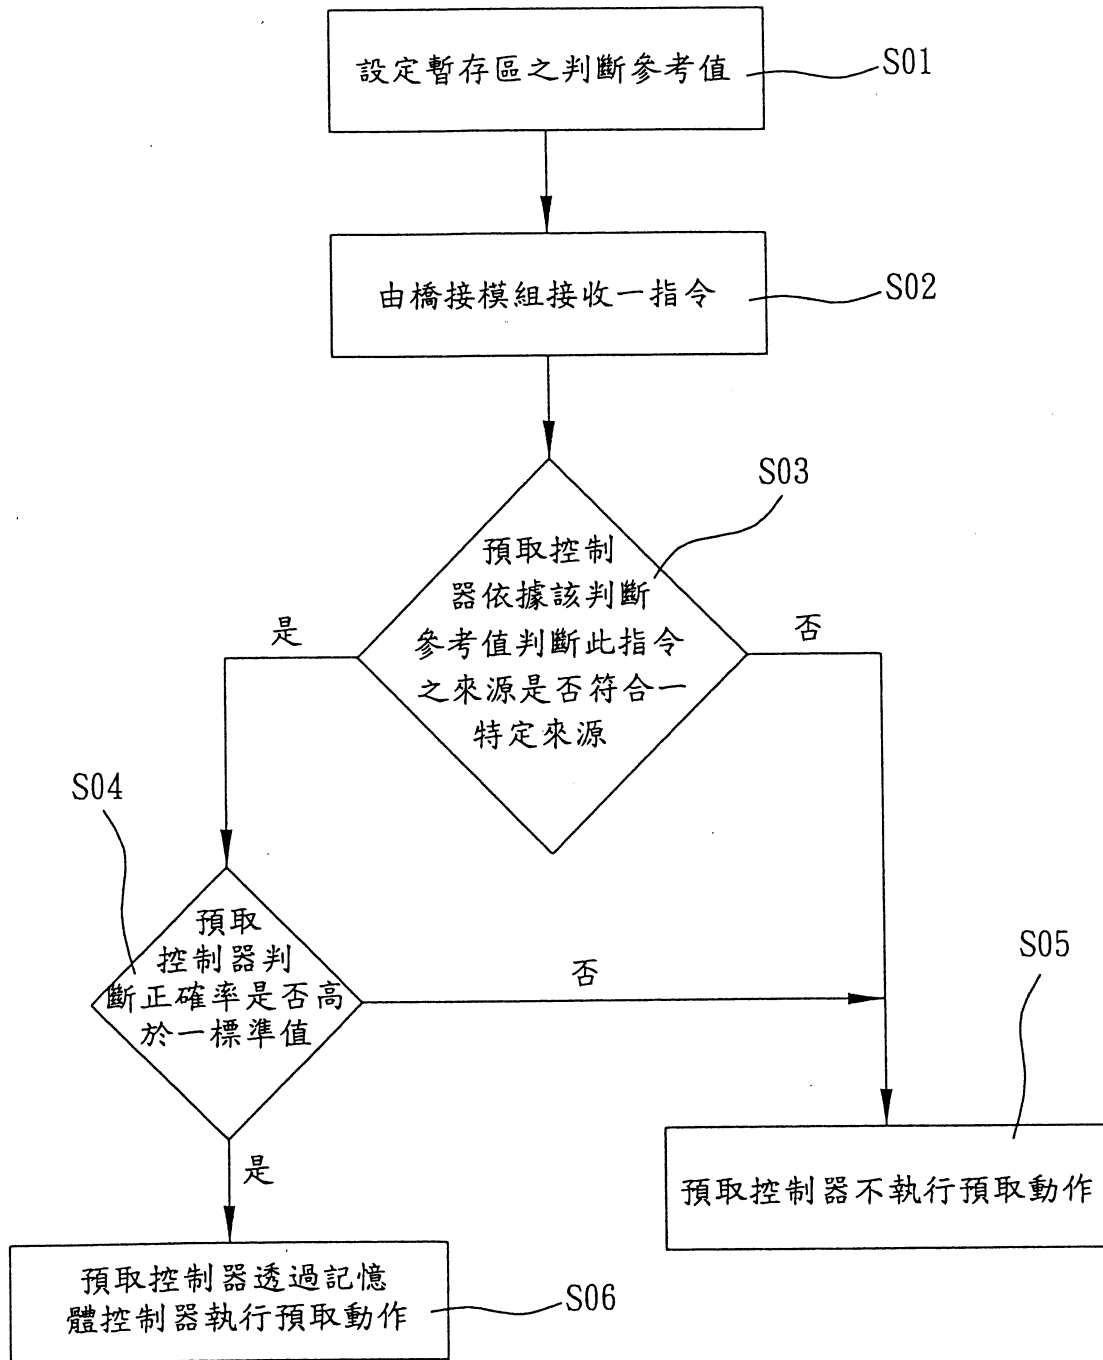 設定暫存區之判斷參考值
S01
由橋接模組接收一指令
S02
S03
預取控制
器依據該判斷
參考值判斷此指令
之來源是否符合一
特定來源
是
否
S04
預取
控制器判
斷正確率是否高
於一標準值
否
S05
是
預取控制器不執行預取動作
預取控制器透過記憶
體控制器執行預取動作
S06